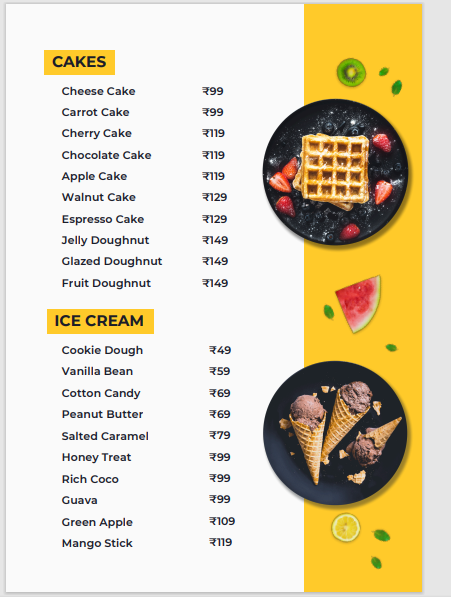 CAKES
Cheese Cake ₹99
Carrot Cake ₹99
Cherry Cake ₹119
Chocolate Cake ₹119
Apple Cake ₹119
Walnut Cake ₹129
Espresso Cake ₹129
Jelly Doughnut ₹149
Glazed Doughnut ₹149
Fruit Doughnut ₹149
ICE CREAM
Cookie Dough ₹49
Vanilla Bean ₹59
Cotton Candy ₹69
Peanut Butter ₹69
Salted Caramel ₹79
Honey Treat ₹99
Rich Coco ₹99
Guava ₹99
Green Apple ₹109
Mango Stick ₹119